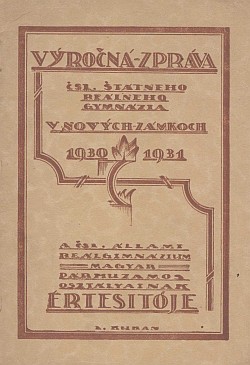 VÝROČNÁ-ZPRÁVA
ČSL. ŠTÁTNEHO
REÁLNEHO
GYMNÁZIA
V NOVÝCH-ZÁMKOCH
1930 1931
A ČSL. ÁLLAMI
REÁLGIMNÁZIUM
MAGYAR
PÁRHUZAMOS
OSZTÁLYAINAK
ÉRTESITŐJE